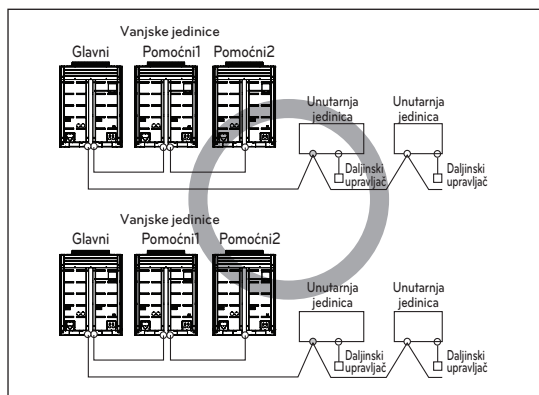 Vanjske jedinice
Glavni Pomoćni1 Pomoćni2
Unutarnja jedinica
Unutarnja jedinica
Daljinski upravljač
Daljinski upravljač
Vanjske jedinice
Glavni Pomoćni1 Pomoćni2
Unutarnja jedinica
Unutarnja jedinica
Daljinski upravljač
Daljinski upravljač